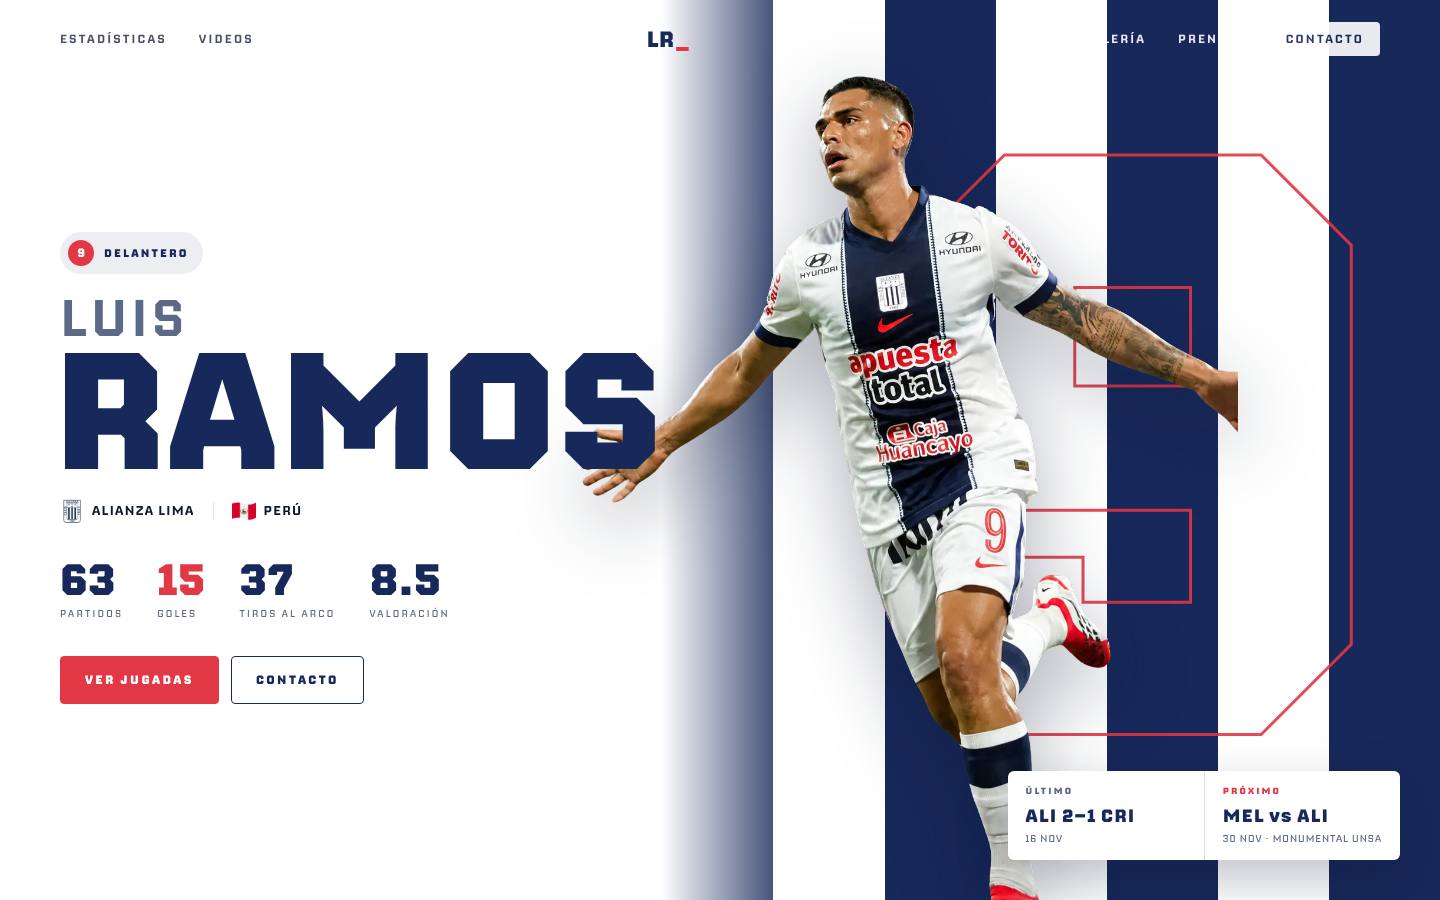 ESTADÍSTICAS VIDEOS LR_ LERÍA PREN CONTACTO
9 DELANTERO
LUIS
RAMOS
ALIANZA LIMA PERÚ
63 15 37 8.5
PARTIDOS GOLES TIROS AL ARCO VALORACIÓN
VER JUGADAS CONTACTO
HYUNDAI HYUNDAI
apuesta
total
Caja
Huancayo
9
ÚLTIMO PRÓXIMO
ALI 2–1 CRI MEL vs ALI
16 NOV 30 NOV · MONUMENTAL UNSA